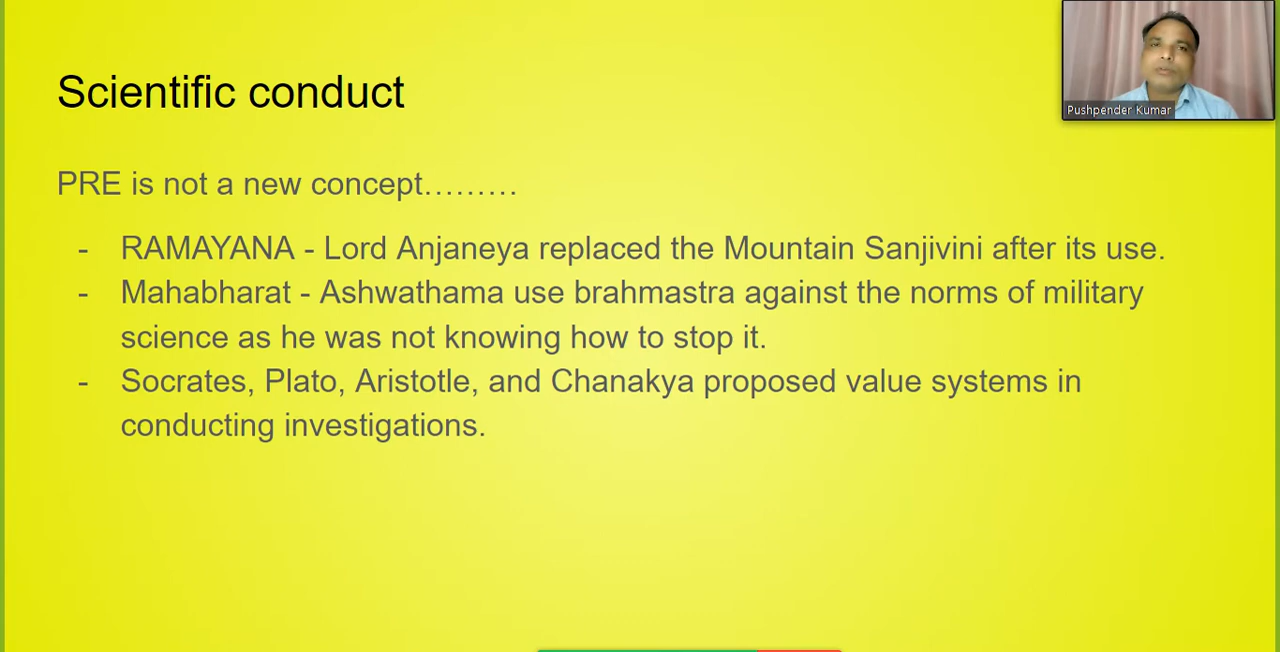 Scientific conduct
Pushpender Kumar
PRE is not a new concept.........
- RAMAYANA - Lord Anjaneya replaced the Mountain Sanjivini after its use.
- Mahabharat - Ashwathama use brahmastra against the norms of military
science as he was not knowing how to stop it.
- Socrates, Plato, Aristotle, and Chanakya proposed value systems in
conducting investigations.